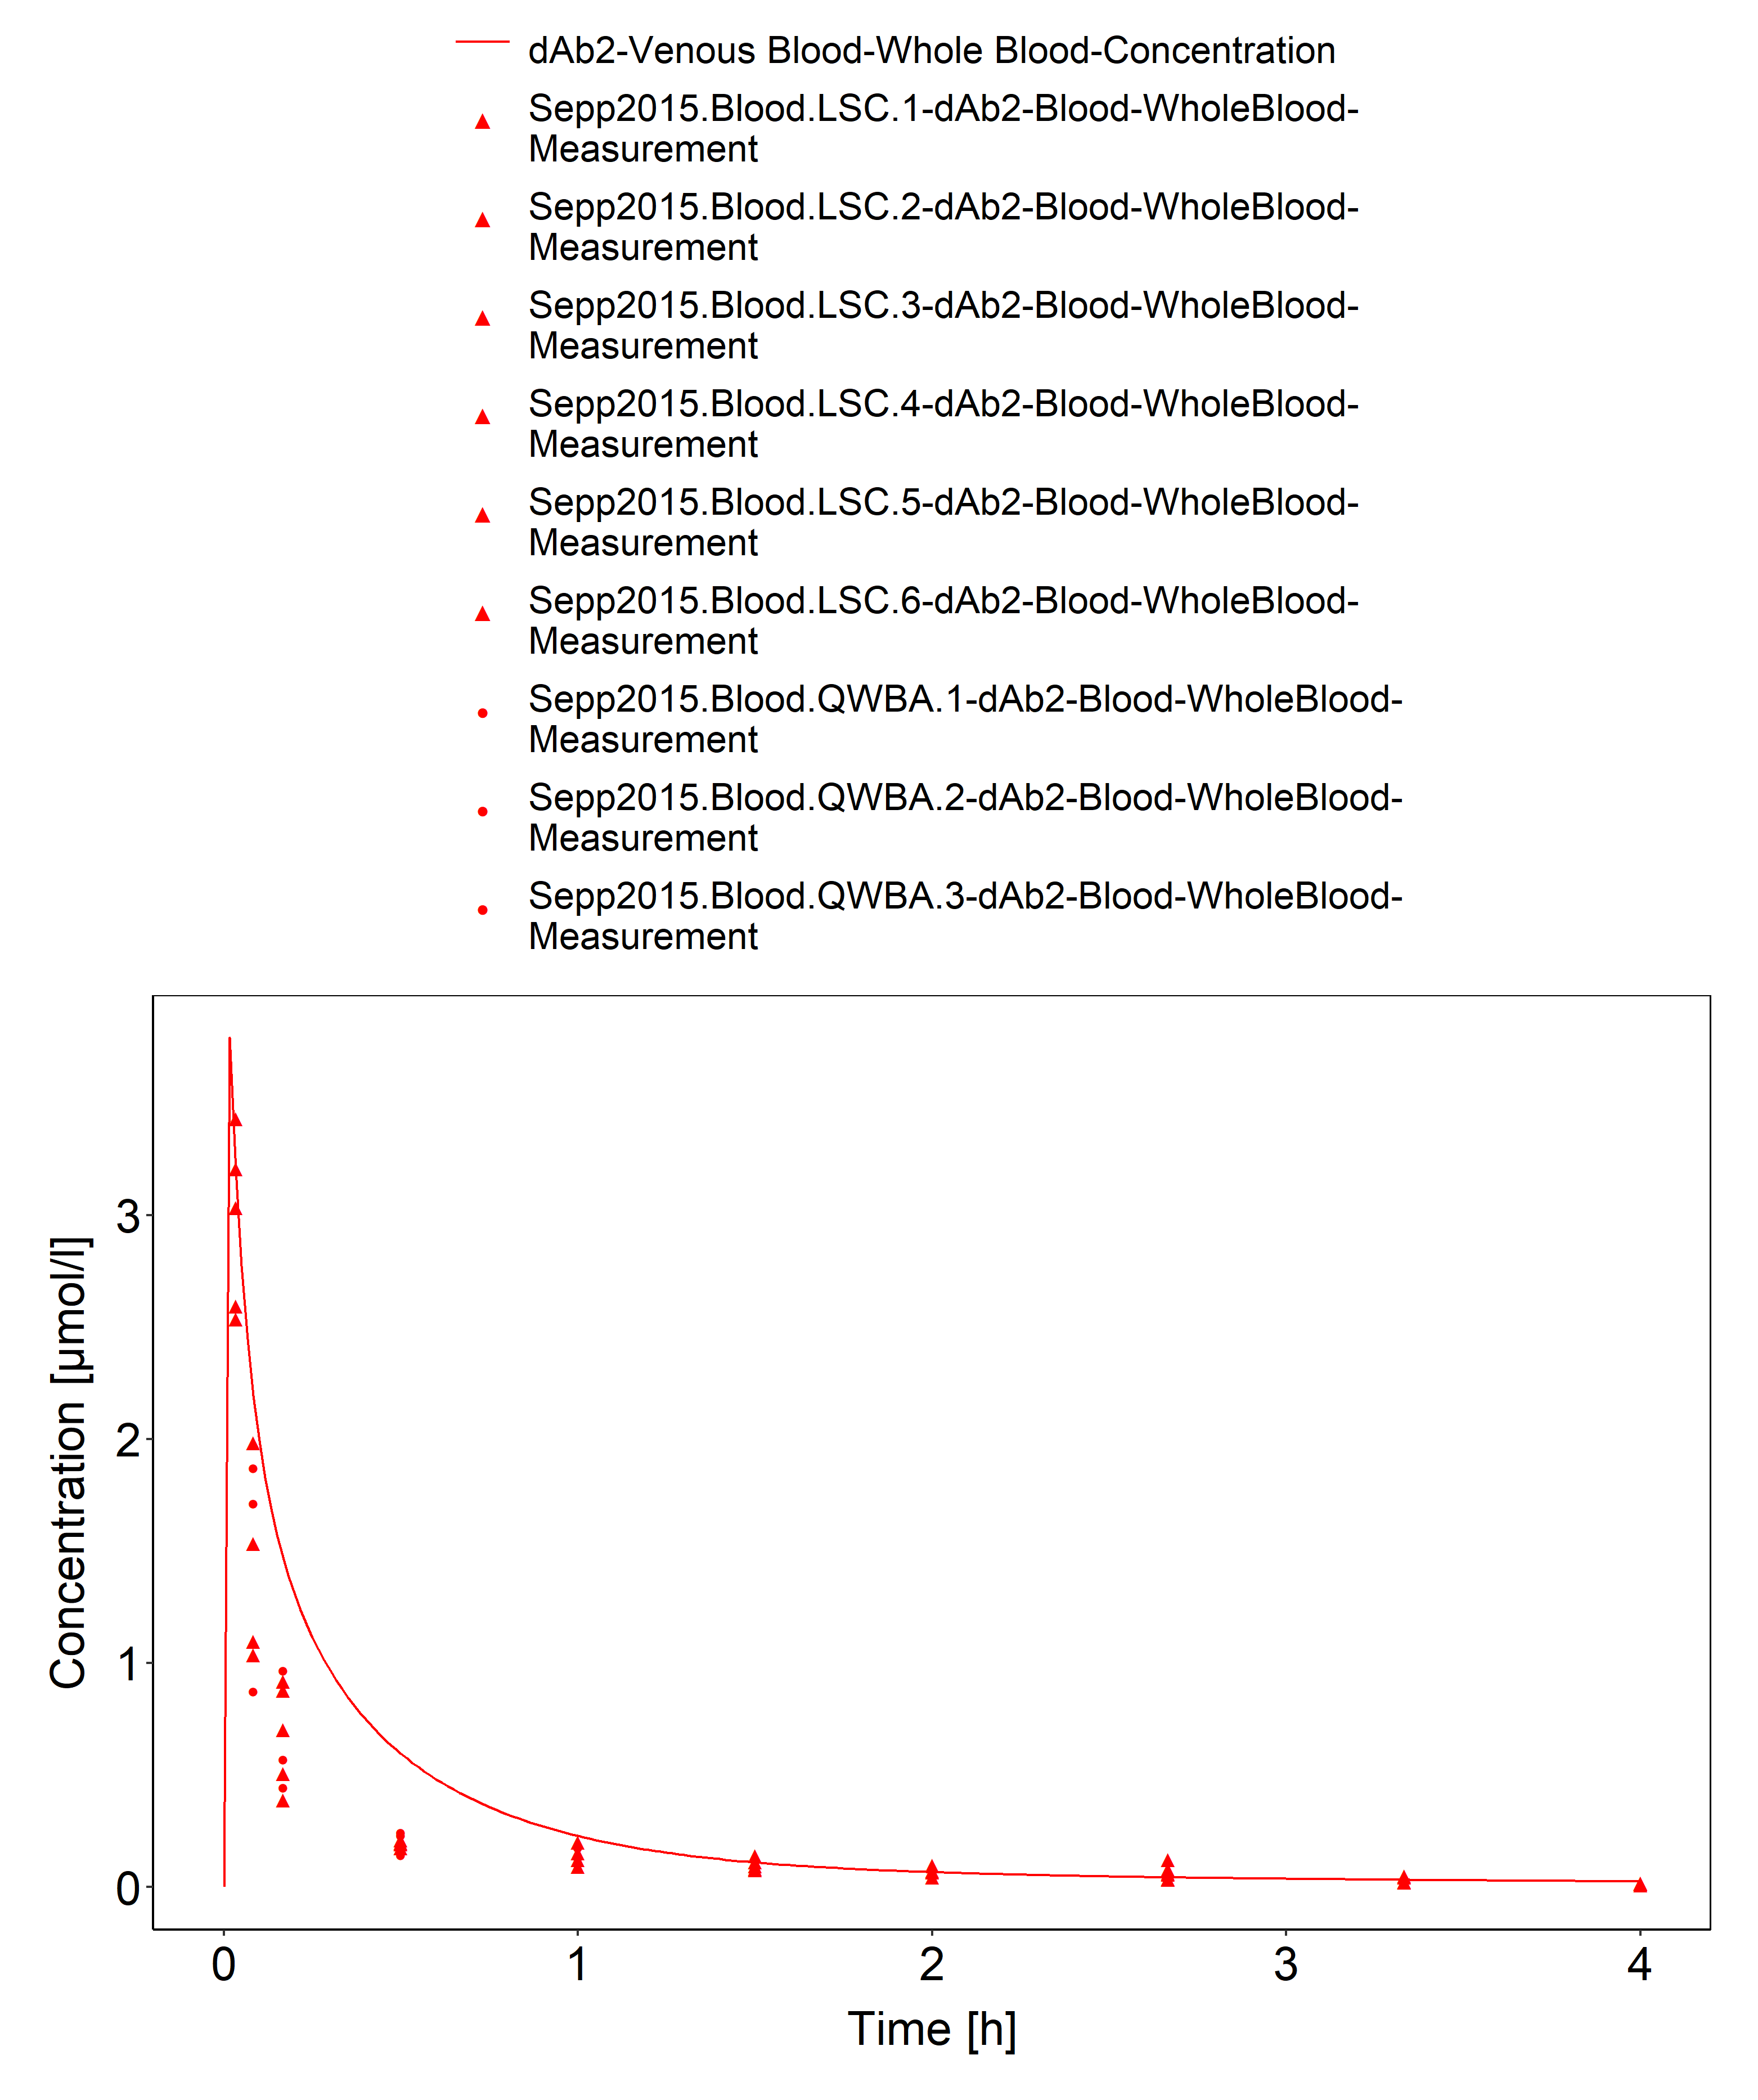 dAb2-Venous Blood-Whole Blood-Concentration
Sepp2015.Blood.LSC.1-dAb2-Blood-WholeBlood-
Measurement
Sepp2015.Blood.LSC.2-dAb2-Blood-WholeBlood-
Measurement
Sepp2015.Blood.LSC.3-dAb2-Blood-WholeBlood-
Measurement
Sepp2015.Blood.LSC.4-dAb2-Blood-WholeBlood-
Measurement
Sepp2015.Blood.LSC.5-dAb2-Blood-WholeBlood-
Measurement
Sepp2015.Blood.LSC.6-dAb2-Blood-WholeBlood-
Measurement
Sepp2015.Blood.QWBA.1-dAb2-Blood-WholeBlood-
Measurement
Sepp2015.Blood.QWBA.2-dAb2-Blood-WholeBlood-
Measurement
Sepp2015.Blood.QWBA.3-dAb2-Blood-WholeBlood-
Measurement
Concentration [µmol/l]
3
2
1
0
0 1 2 3 4
Time [h]